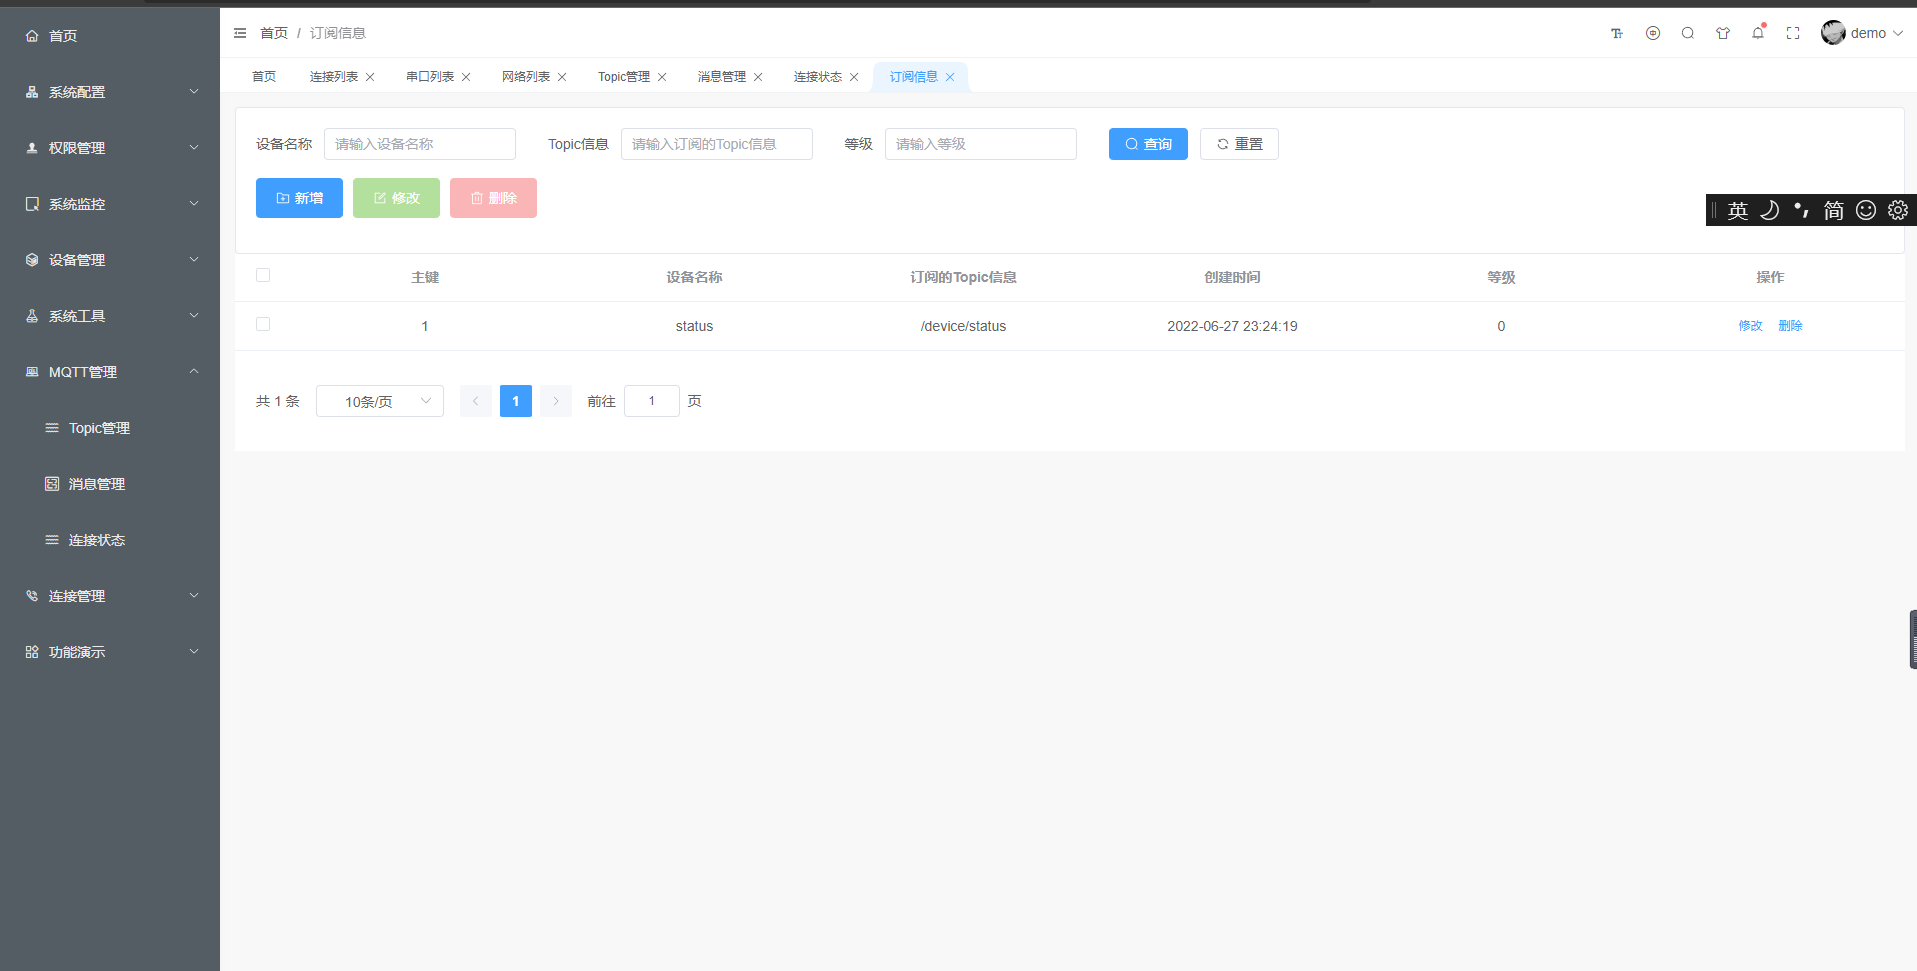 首页
系统配置
权限管理
系统监控
设备管理
系统工具
MQTT管理
Topic管理
消息管理
连接状态
连接管理
功能演示
首页 / 订阅信息
demo
首页 连接列表 串口列表 网络列表 Topic管理 消息管理 连接状态 订阅信息
设备名称 请输入设备名称 Topic信息 请输入订阅的Topic信息 等级 请输入等级 查询 重置
新增 修改 删除
英 简
主键 设备名称 订阅的Topic信息 创建时间 等级 操作
1 status /device/status 2022-06-27 23:24:19 0 修改 删除
共 1 条 10条/页 1 前往 1 页